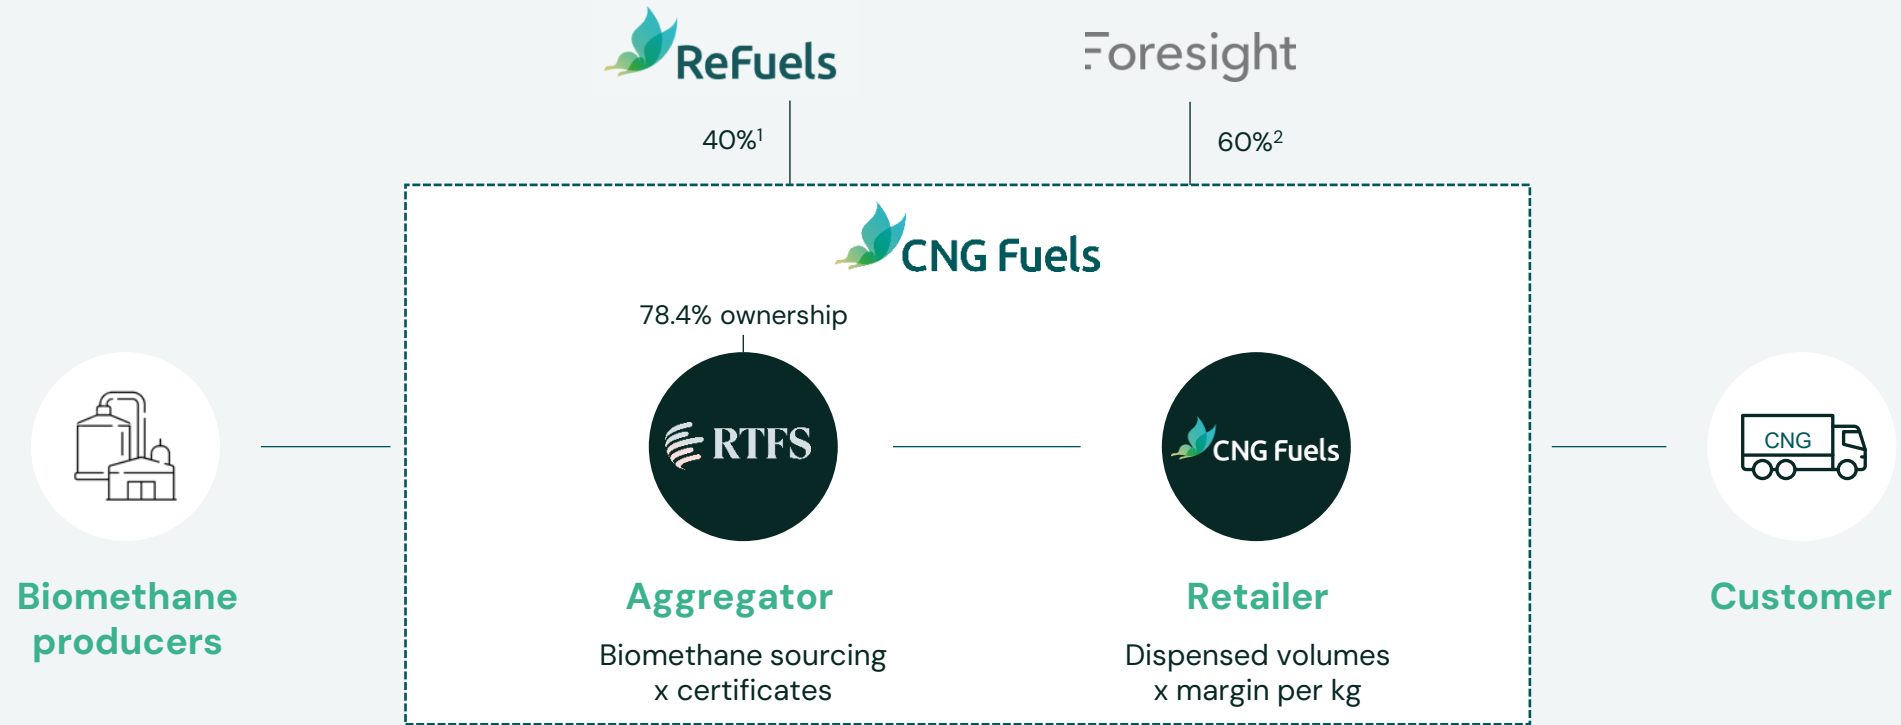 ReFuels
Foresight
40%¹
60%²
CNG Fuels
78.4% ownership
RTFS
CNG Fuels
CNG
Biomethane
producers
Aggregator
Biomethane sourcing
x certificates
Retailer
Dispensed volumes
x margin per kg
Customer